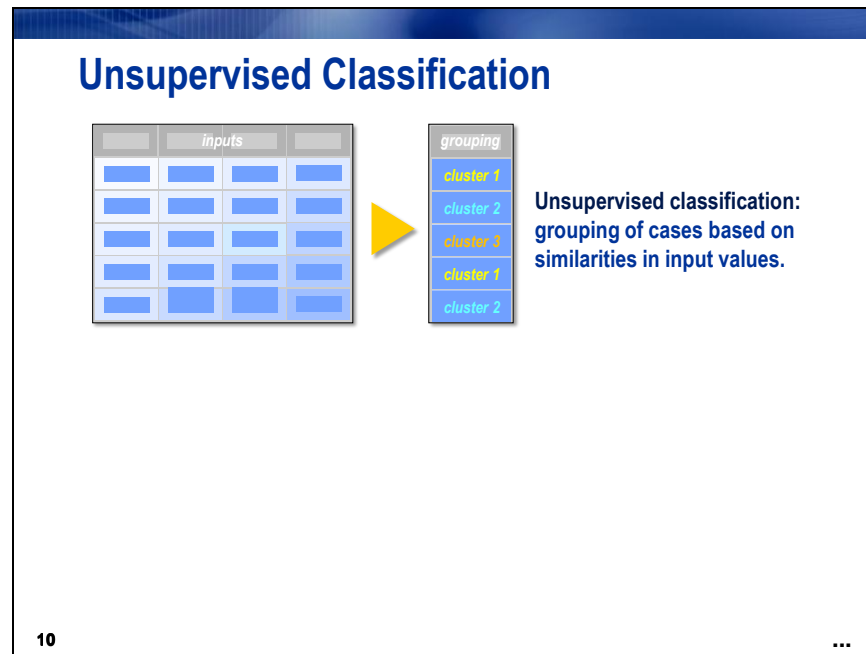 Unsupervised Classification
inputs
grouping
cluster 1
cluster 2
cluster 3
cluster 1
cluster 2
Unsupervised classification:
grouping of cases based on
similarities in input values.
10
...